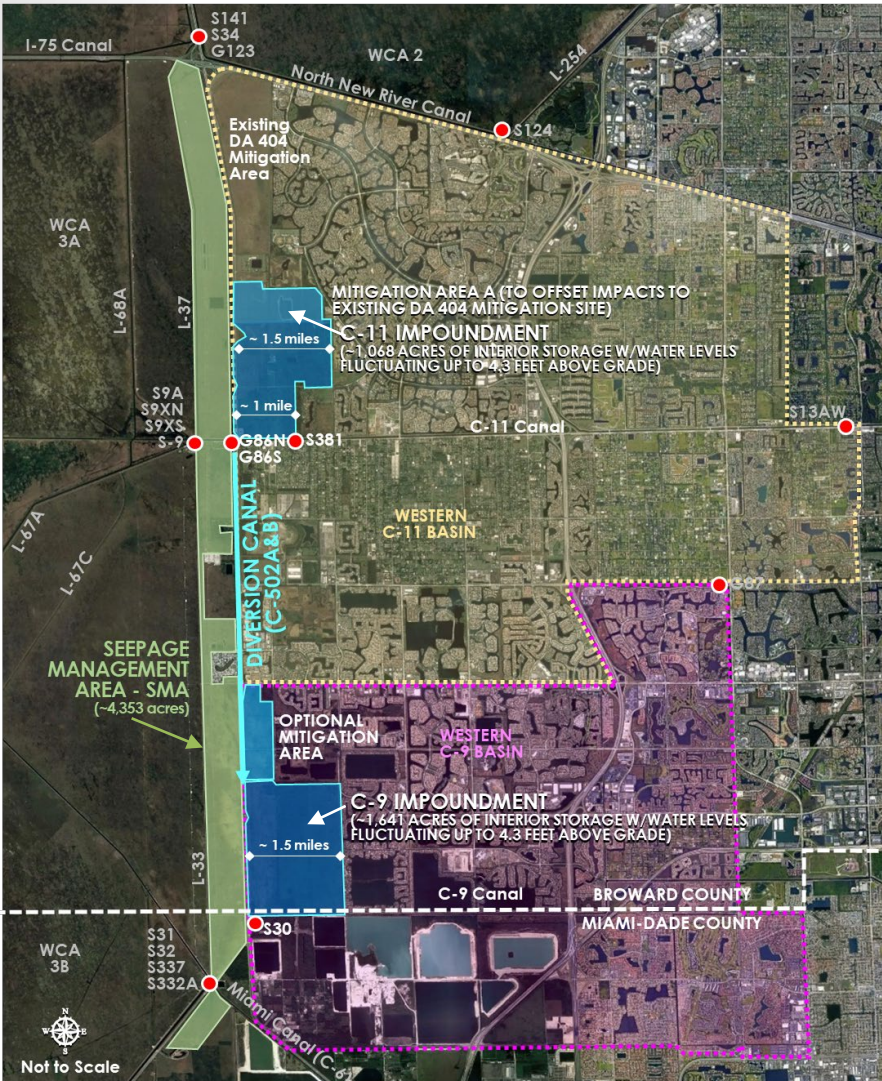 S141
S34
G123
I-75 Canal
WCA 2
L-254
North New River Canal
S124
Existing
DA 404
Mitigation
Area
WCA
3A
L-68A
L-37
MITIGATION AREA A (TO OFFSET IMPACTS TO
EXISTING DA 404 MITIGATION SITE)
C-11 IMPOUNDMENT
(~1,068 ACRES OF INTERIOR STORAGE W/WATER LEVELS
FLUCTUATING UP TO 4.3 FEET ABOVE GRADE)
~ 1.5 miles
~ 1 mile
S9A
S9XN
S9XS
S-9
G86N
G86S
S381
C-11 Canal
S13AW
L-67A
L-67C
DIVERSION CANAL
(C-502A&B)
WESTERN
C-11 BASIN
SEEPAGE
MANAGEMENT
AREA - SMA
(~4,353 acres)
OPTIONAL
MITIGATION
AREA
WESTERN
C-9 BASIN
C-9 IMPOUNDMENT
(~1,641 ACRES OF INTERIOR STORAGE W/WATER LEVELS
FLUCTUATING UP TO 4.3 FEET ABOVE GRADE)
~ 1.5 miles
L-33
C-9 Canal
BROWARD COUNTY
MIAMI-DADE COUNTY
S30
S31
S32
S337
S332A
WCA
3B
Miami Canal (C-6)
N
W
E
S
Not to Scale